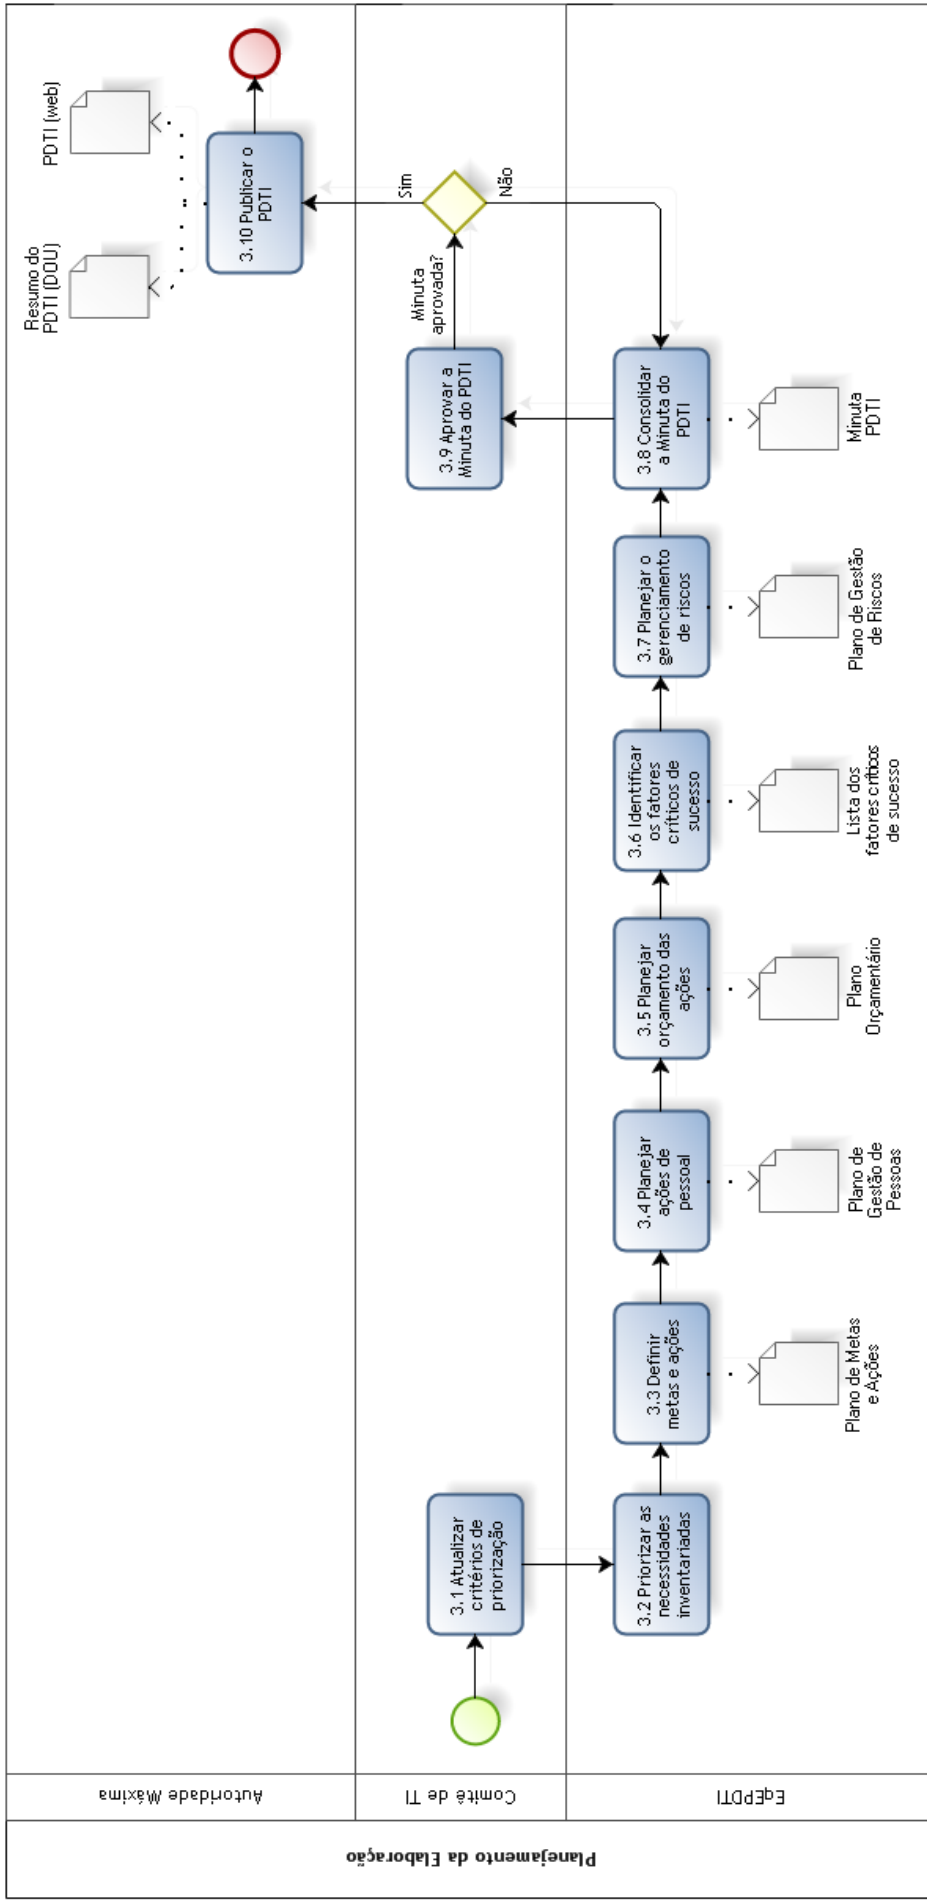 Planejamento da Elaboração
Autoridade Máxima
Comitê de TI
EqEPDTI
3.1 Atualizar
critérios de
priorização
3.2 Priorizar as
necessidades
inventariadas
3.3 Definir
metas e ações
Plano de Metas
e Ações
3.4 Planejar
ações de
pessoal
Plano de
Gestão de
Pessoas
3.5 Planejar
orçamento das
ações
Plano
Orçamentário
3.6 Identificar
os fatores
críticos de
sucesso
Lista dos
fatores críticos
de sucesso
3.7 Planejar o
gerenciamento
de riscos
Plano de Gestão
de Riscos
3.8 Consolidar
a Minuta do
PDTI
Minuta
PDTI
3.9 Aprovar a
Minuta do PDTI
Minuta
aprovada?
Sim
Não
3.10 Publicar o
PDTI
Resumo do
PDTI (DOU)
PDTI (web)